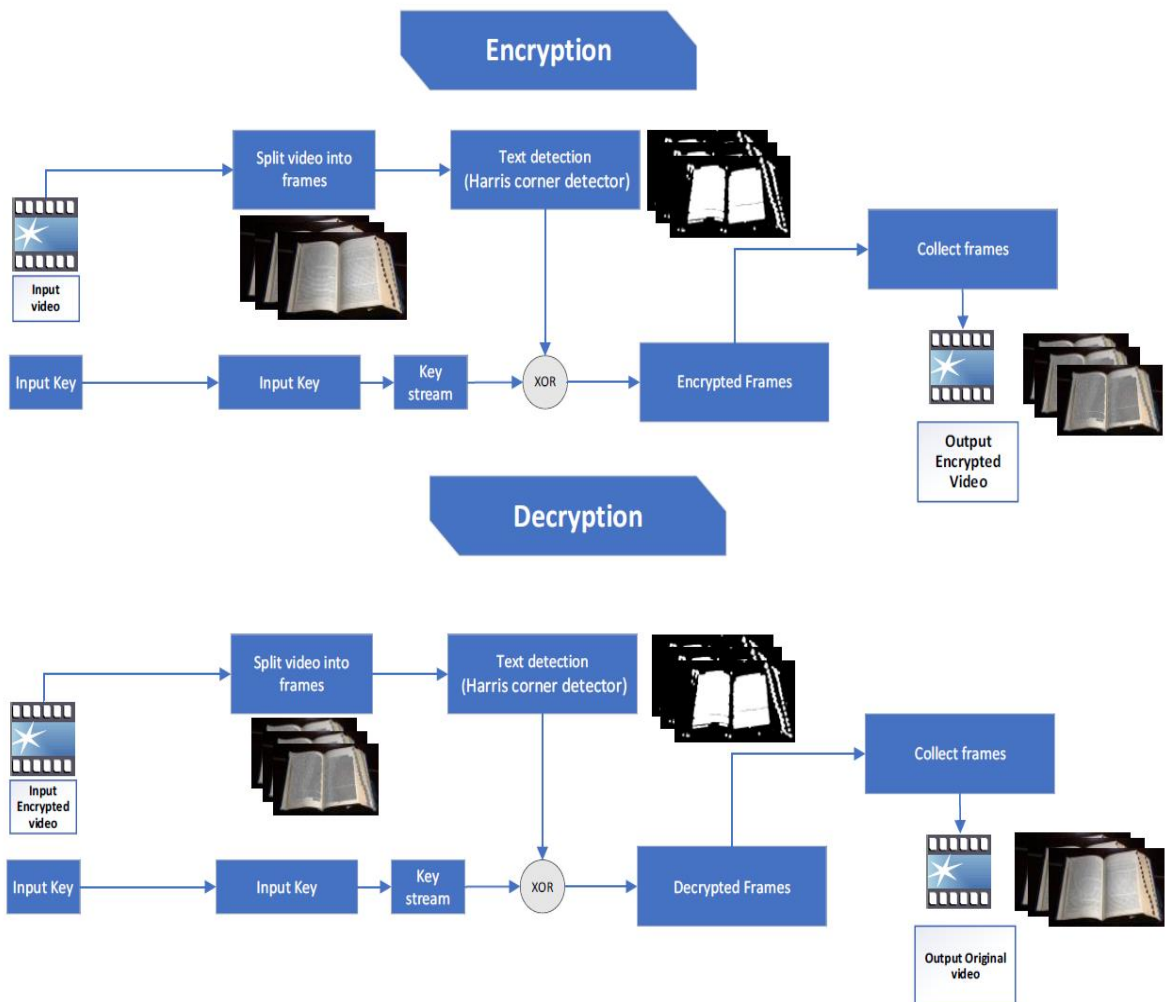 Encryption
Split video into
frames
Text detection
(Harris corner detector)
Input
video
Collect frames
Input Key
Input Key
Key
stream
XOR
Encrypted Frames
Output
Encrypted
Video
Decryption
Split video into
frames
Text detection
(Harris corner detector)
Input
Encrypted
video
Collect frames
Input Key
Input Key
Key
stream
XOR
Decrypted Frames
Output Original
video